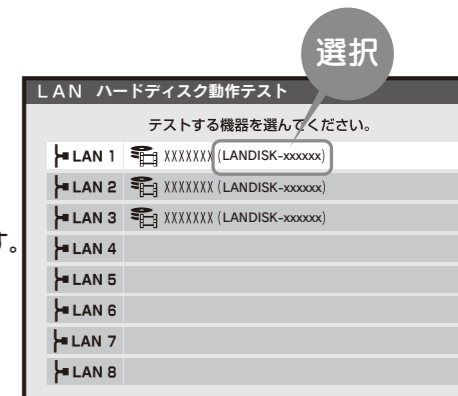 選択
LAN ハードディスク動作テスト
テストする機器を選んでください。
LAN 1 XXXXXXX (LANDISK-xxxxxx)
LAN 2 XXXXXXX (LANDISK-xxxxxx)
LAN 3 XXXXXXX (LANDISK-xxxxxx)
す。
LAN 4
LAN 5
LAN 6
LAN 7
LAN 8